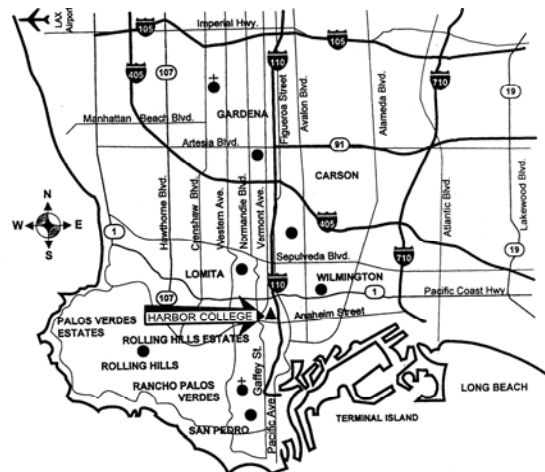 LAX
Airport
Imperial Hwy.
105
105
405
107
110
710
19
GARDENA
Manhattan Beach Blvd.
Artesia Blvd.
91
Figueroa Street
Avalon Blvd.
Alameda Blvd.
CARSON
Hawthorne Blvd.
Crenshaw Blvd.
Western Ave.
Normandie Blvd.
Vermont Ave.
Atlantic Blvd.
Lakewood Blvd.
N
W
E
S
1
405
710
19
Sepulveda Blvd.
LOMITA
110
WILMINGTON
1
Pacific Coast Hwy.
107
HARBOR COLLEGE
Anaheim Street
PALOS VERDES
ESTATES
ROLLING HILLS ESTATES
ROLLING HILLS
RANCHO PALOS
VERDES
Gaffey St.
Pacific Ave.
SAN PEDRO
TERMINAL ISLAND
LONG BEACH